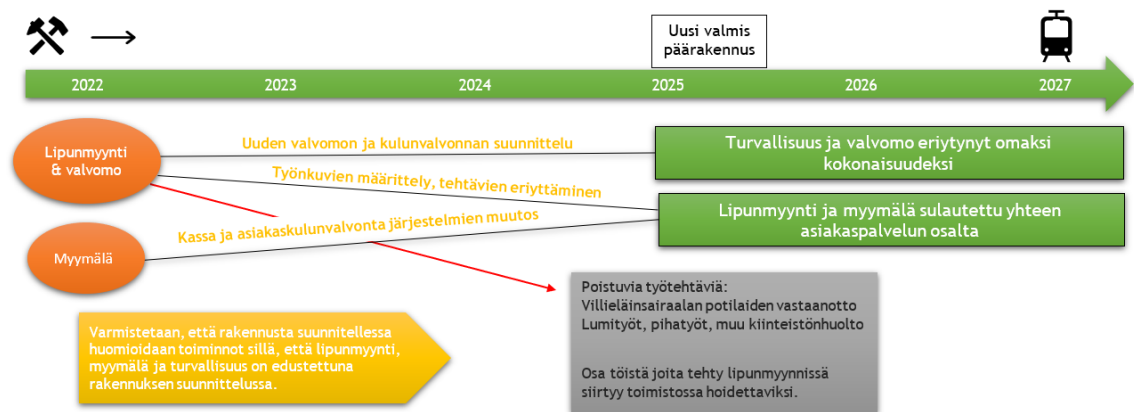 Uusi valmis
päärakennus
2022 2023 2024 2025 2026 2027
Lipunmyynti
& valvomo
Uuden valvomon ja kulunvalvonnan suunnittelu
Turvallisuus ja valvomo eriytynyt omaksi
kokonaisuudeksi
Työnkuvien määrittely, tehtävien eriyttäminen
Kassa ja asiakaskulunvalvonta järjestelmien muutos
Lipunmyynti ja myymälä sulautettu yhteen
asiakaspalvelun osalta
Myymälä
Poistuvia työtehtäviä:
Villieläinsairaalan potilaiden vastaanotto
Lumityöt, pihatyöt, muu kiinteistönhuolto
Osa töistä joita tehty lipunmyynnissä
siirtyy toimistossa hoidettaviksi.
Varmistetaan, että rakennusta suunnitellessa
huomioidaan toiminnot sillä, että lipunmyynti,
myymälä ja turvallisuus on edustettuna
rakennuksen suunnittelussa.